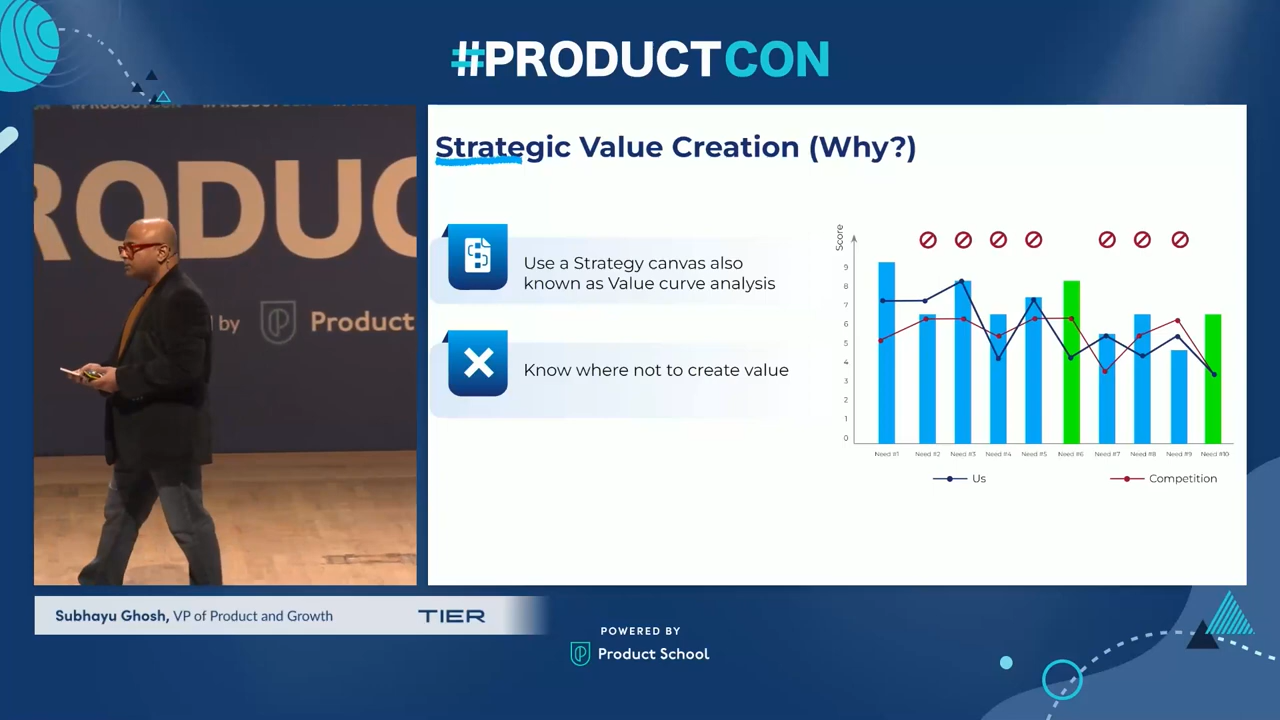 #PRODUCTCON
RODUC
by Product
Strategic Value Creation (Why?)
Use a Strategy canvas also
known as Value curve analysis
Know where not to create value
Score
9
8
7
6
5
4
3
2
1
0
Need #1 Need #2 Need #3 Need #4 Need #5 Need #6 Need #7 Need #8 Need #9 Need #10
Us Competition
Subhayu Ghosh, VP of Product and Growth TIER
POWERED BY
Product School